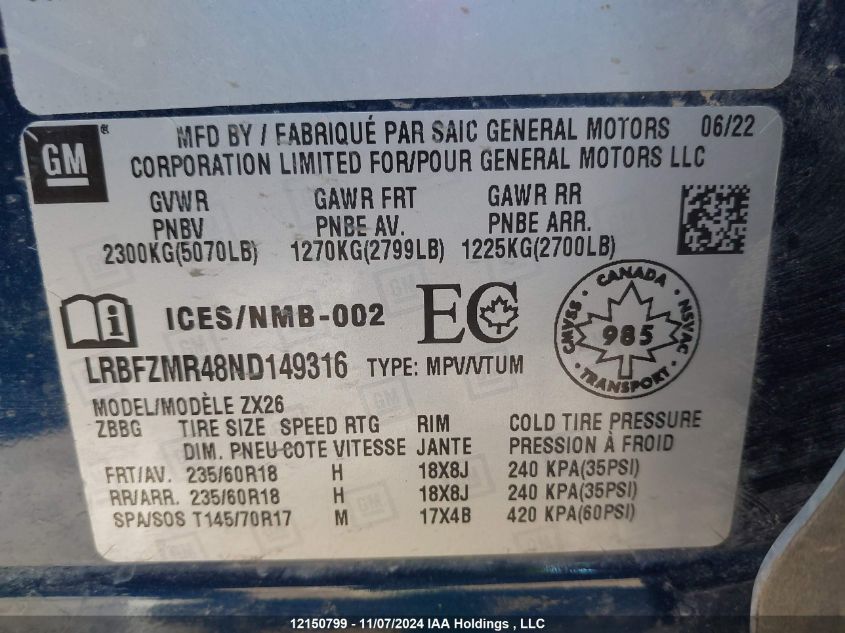 GM ®
MFD BY / FABRIQUÉ PAR SAIC GENERAL MOTORS 06/22
CORPORATION LIMITED FOR/POUR GENERAL MOTORS LLC
GVWR GAWR FRT GAWR RR
PNBV PNBE AV. PNBE ARR.
2300KG(5070LB) 1270KG(2799LB) 1225KG(2700LB)
i ICES/NMB-002 EC
CANADA
CMVSS 985 NSVAC
TRANSPORT
LRBFZMR48ND149316 TYPE: MPV/VTUM
MODEL/MODÈLE ZX26
ZBBG TIRE SIZE SPEED RTG RIM COLD TIRE PRESSURE
DIM. PNEU-COTE VITESSE JANTE PRESSION À FROID
FRT/AV. 235/60R18 H 18X8J 240 KPA(35PSI)
RR/ARR. 235/60R18 H 18X8J 240 KPA(35PSI)
SPA/SOS T145/70R17 M 17X4B 420 KPA(60PSI)
12150799 - 11/07/2024 IAA Holdings , LLC